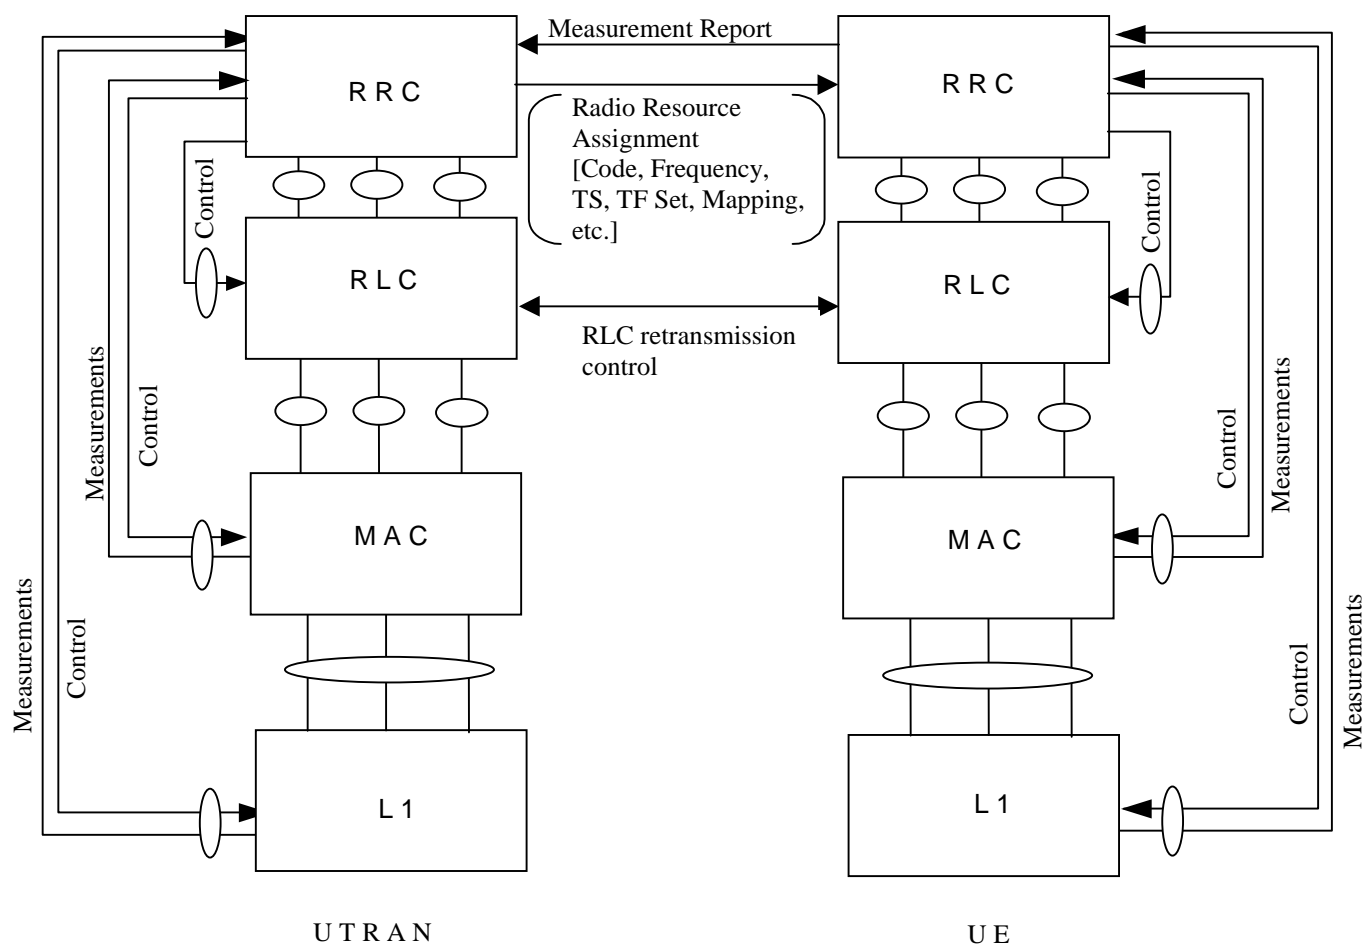 Measurement Report
R R C
R R C
Radio Resource
Assignment
[Code, Frequency,
TS, TF Set, Mapping,
etc.]
Control
Control
R L C
R L C
RLC retransmission
control
Measurements
Control
Control
Measurements
M A C
M A C
Measurements
Control
Control
Measurements
L 1
L 1
U T R A N
U E